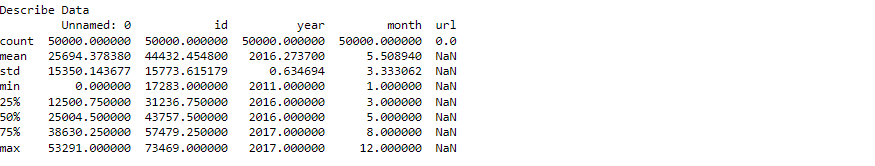 Describe Data
Unnamed: 0 id year month url
count 50000.000000 50000.000000 50000.000000 50000.000000 0.0
mean 25694.378380 44432.454800 2016.273700 5.508940 NaN
std 15350.143677 15773.615179 0.634694 3.333062 NaN
min 0.000000 17283.000000 2011.000000 1.000000 NaN
25% 12500.750000 31236.750000 2016.000000 3.000000 NaN
50% 25004.500000 43757.500000 2016.000000 5.000000 NaN
75% 38630.250000 57479.250000 2017.000000 8.000000 NaN
max 53291.000000 73469.000000 2017.000000 12.000000 NaN